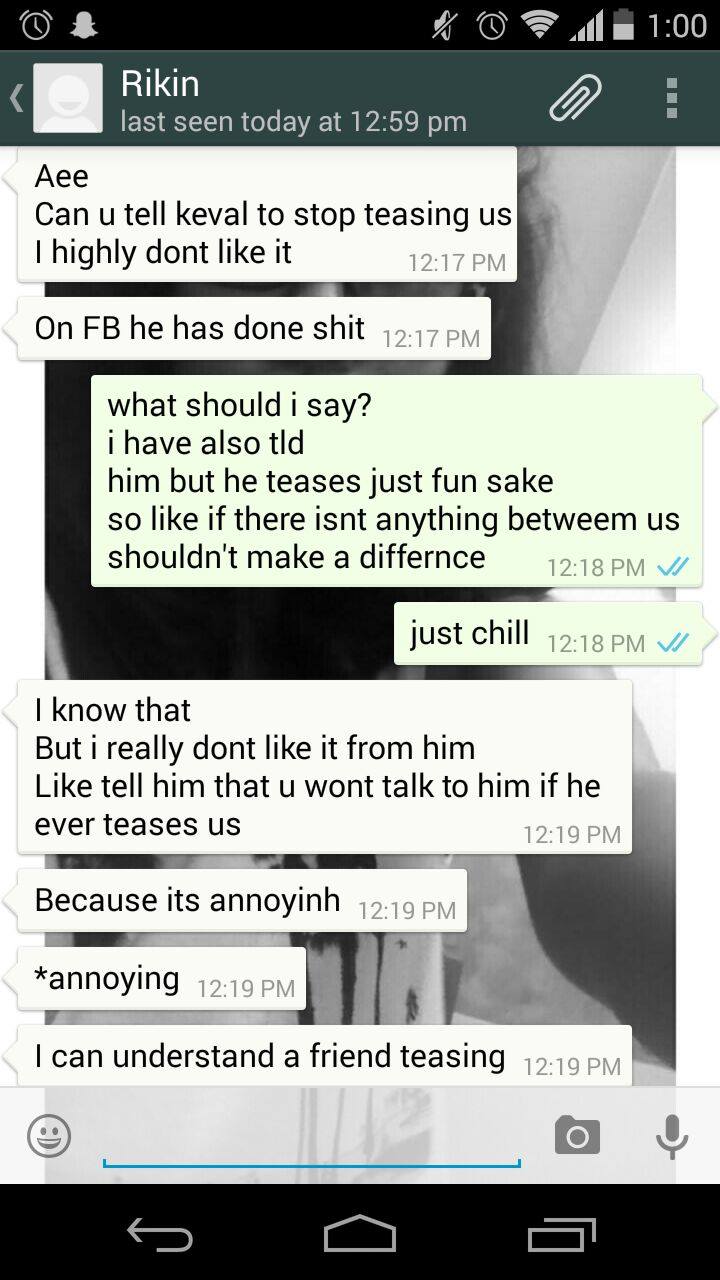 1:00
Rikin
last seen today at 12:59 pm
Aee
Can u tell keval to stop teasing us
I highly dont like it 12:17 PM
On FB he has done shit 12:17 PM
what should i say?
i have also tld
him but he teases just fun sake
so like if there isnt anything betweem us
shouldn't make a differnce 12:18 PM
just chill 12:18 PM
I know that
But i really dont like it from him
Like tell him that u wont talk to him if he
ever teases us 12:19 PM
Because its annoyinh 12:19 PM
*annoying 12:19 PM
I can understand a friend teasing 12:19 PM